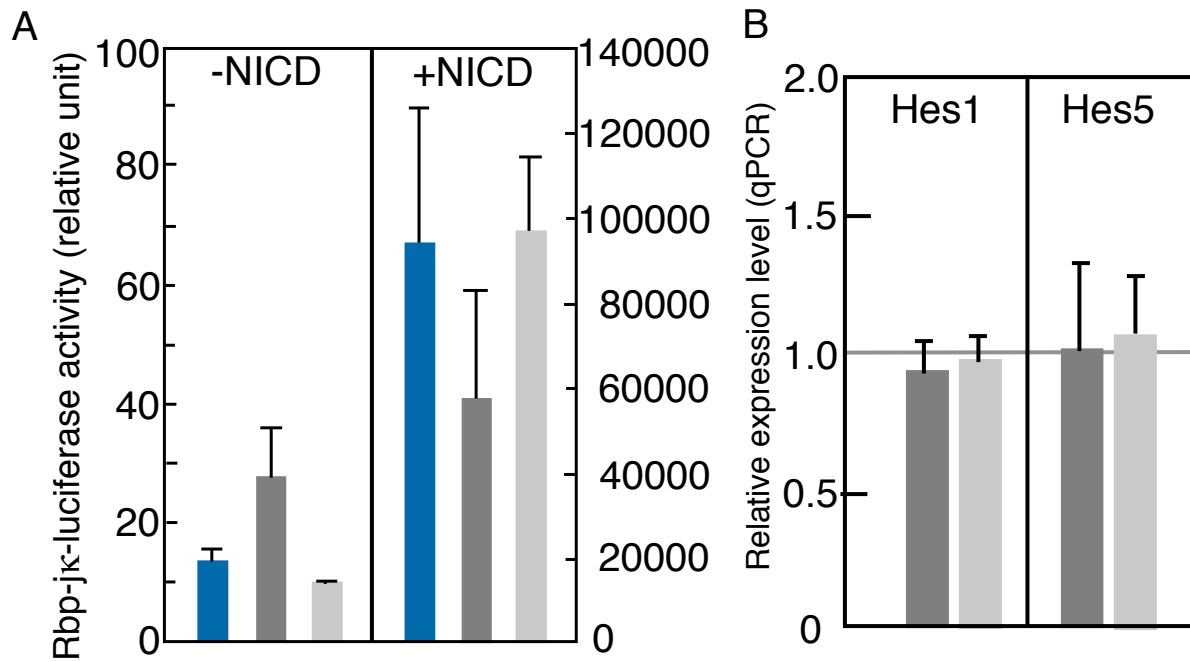 A
Rbp-jκ-luciferase activity (relative unit)
100
80
60
40
20
0
-NICD
+NICD
140000
120000
100000
80000
60000
40000
20000
0
B
Relative expression level (qPCR)
2.0
1.5
1.0
0.5
0
Hes1
Hes5